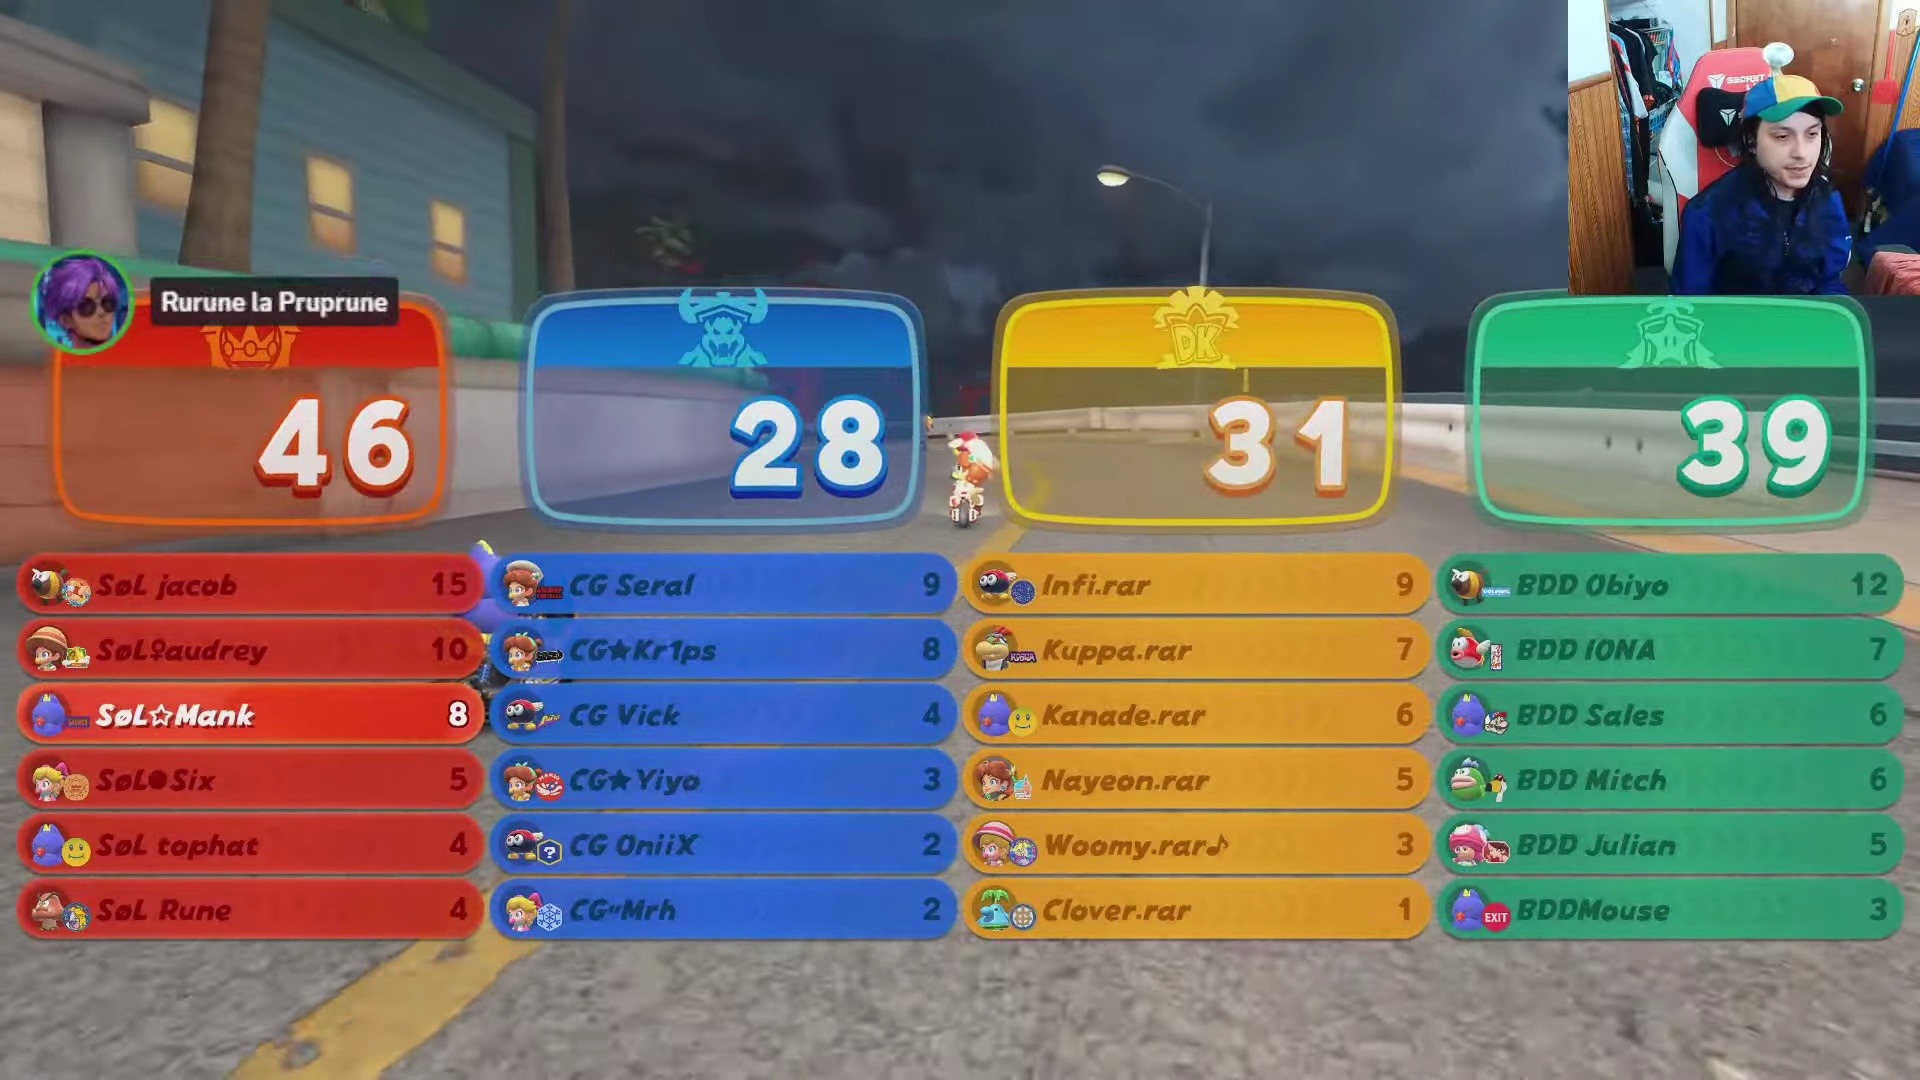 SECRET
Rurune la Pruprune
DK
46
28
31
39
SøL jacob 15
SøL♀audrey 10
SøL☆Mank 8
SøL●Six 5
SøL tophat 4
SøL Rune 4
CG Seral 9
CG★Kr1ps 8
CG Vick 4
CG★Yiyo 3
CG OniiX 2
CG"Mrh 2
Infi.rar 9
Kuppa.rar 7
Kanade.rar 6
Nayeon.rar 5
Woomy.rar♪ 3
Clover.rar 1
BDD Obiyo 12
BDD IONA 7
BDD Sales 6
BDD Mitch 6
BDD Julian 5
EXIT BDDMouse 3